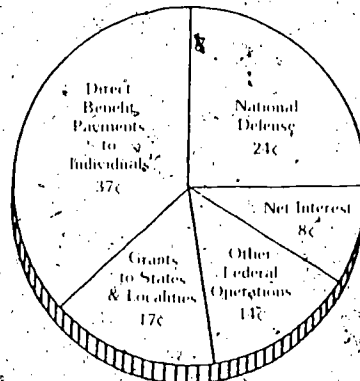 Direct
Benefit
Payments
to
Individuals
37¢
National
Defense
24¢
Net Interest
8¢
Other
Federal
Operations
14¢
Grants
to States
& Localities
17¢